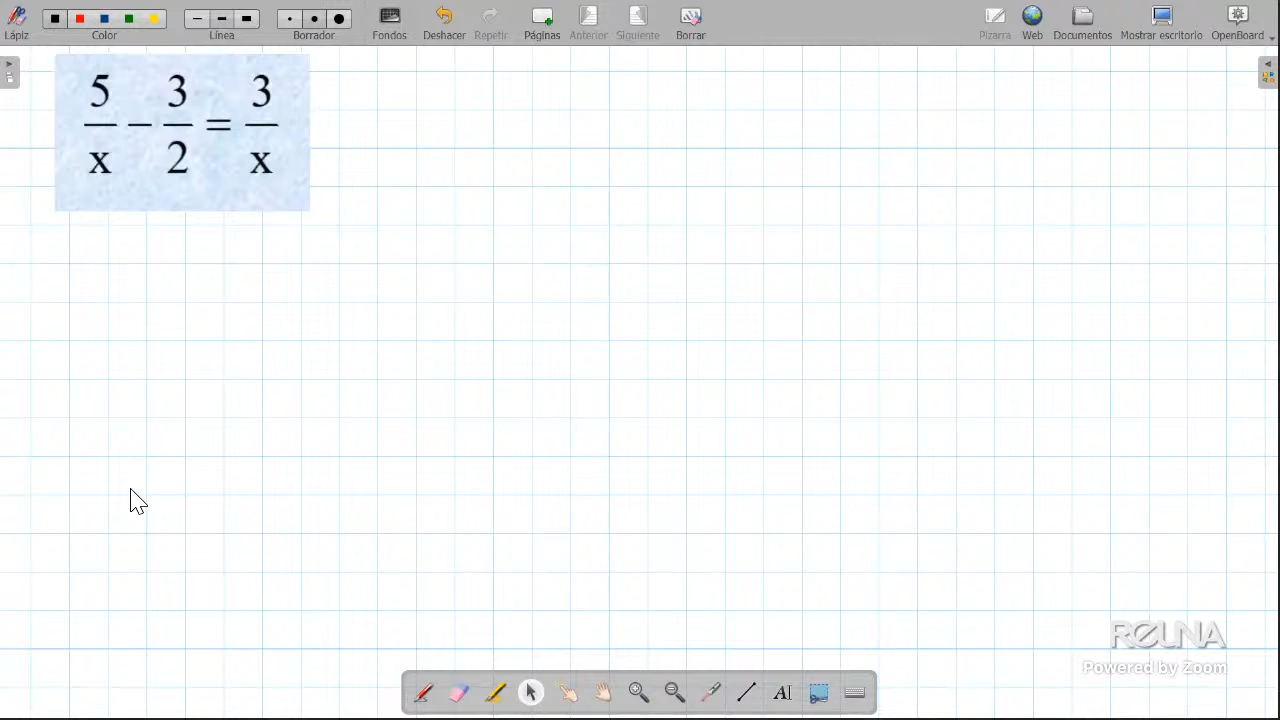 Lápiz Color Línea Borrador Fondos Deshacer Repetir Páginas Anterior Siguiente Borrar Pizarra Web Documentos Mostrar escritorio OpenBoard
5/x − 3/2 = 3/x
REUNA
Powered by Zoom